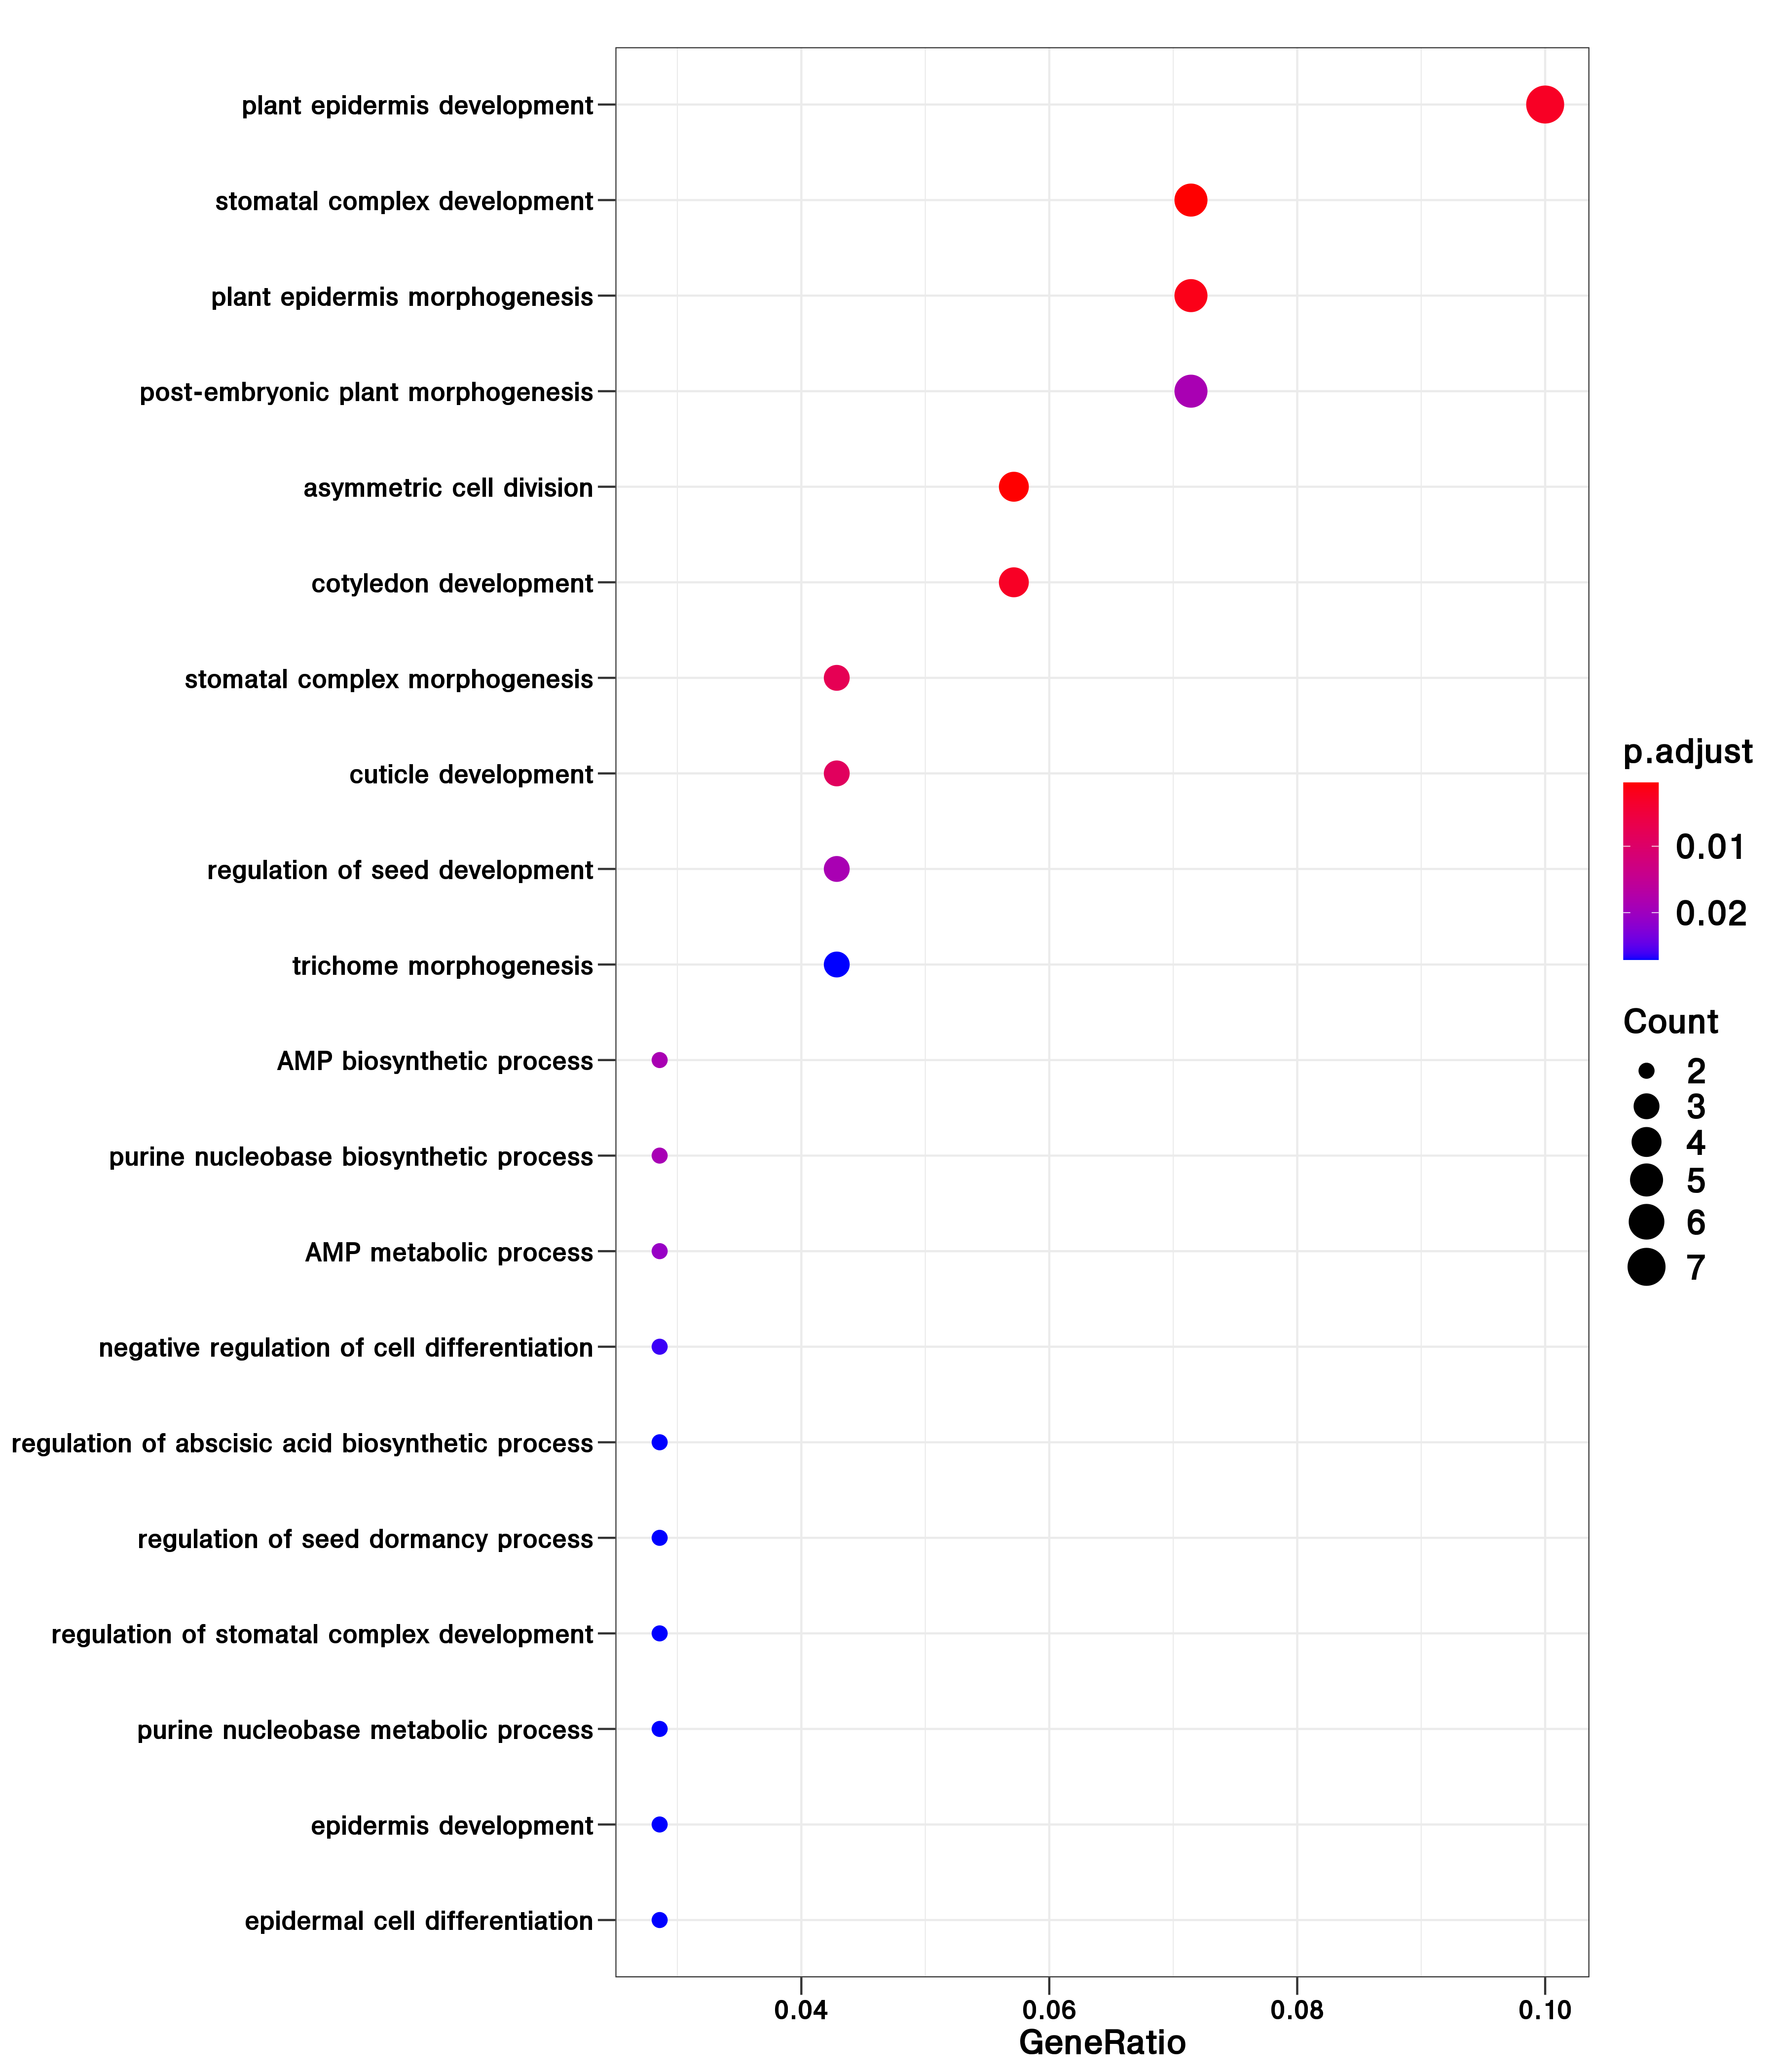 plant epidermis development
stomatal complex development
plant epidermis morphogenesis
post-embryonic plant morphogenesis
asymmetric cell division
cotyledon development
stomatal complex morphogenesis
cuticle development
regulation of seed development
trichome morphogenesis
AMP biosynthetic process
purine nucleobase biosynthetic process
AMP metabolic process
negative regulation of cell differentiation
regulation of abscisic acid biosynthetic process
regulation of seed dormancy process
regulation of stomatal complex development
purine nucleobase metabolic process
epidermis development
epidermal cell differentiation
0.04 0.06 0.08 0.10
GeneRatio
p.adjust
0.01
0.02
Count
2
3
4
5
6
7